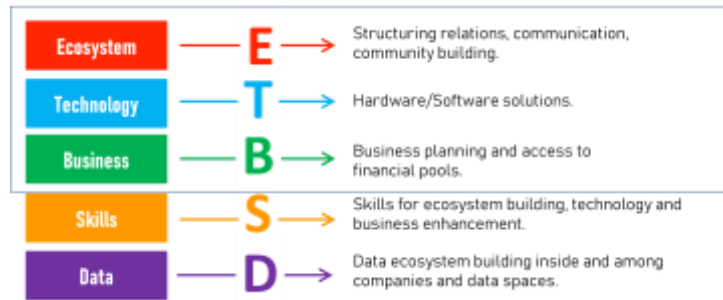 Ecosystem E Structuring relations, communication,
community building.
Technology T Hardware/Software solutions.
Business B Business planning and access to
financial pools.
Skills S Skills for ecosystem building, technology and
business enhancement.
Data D Data ecosystem building inside and among
companies and data spaces.